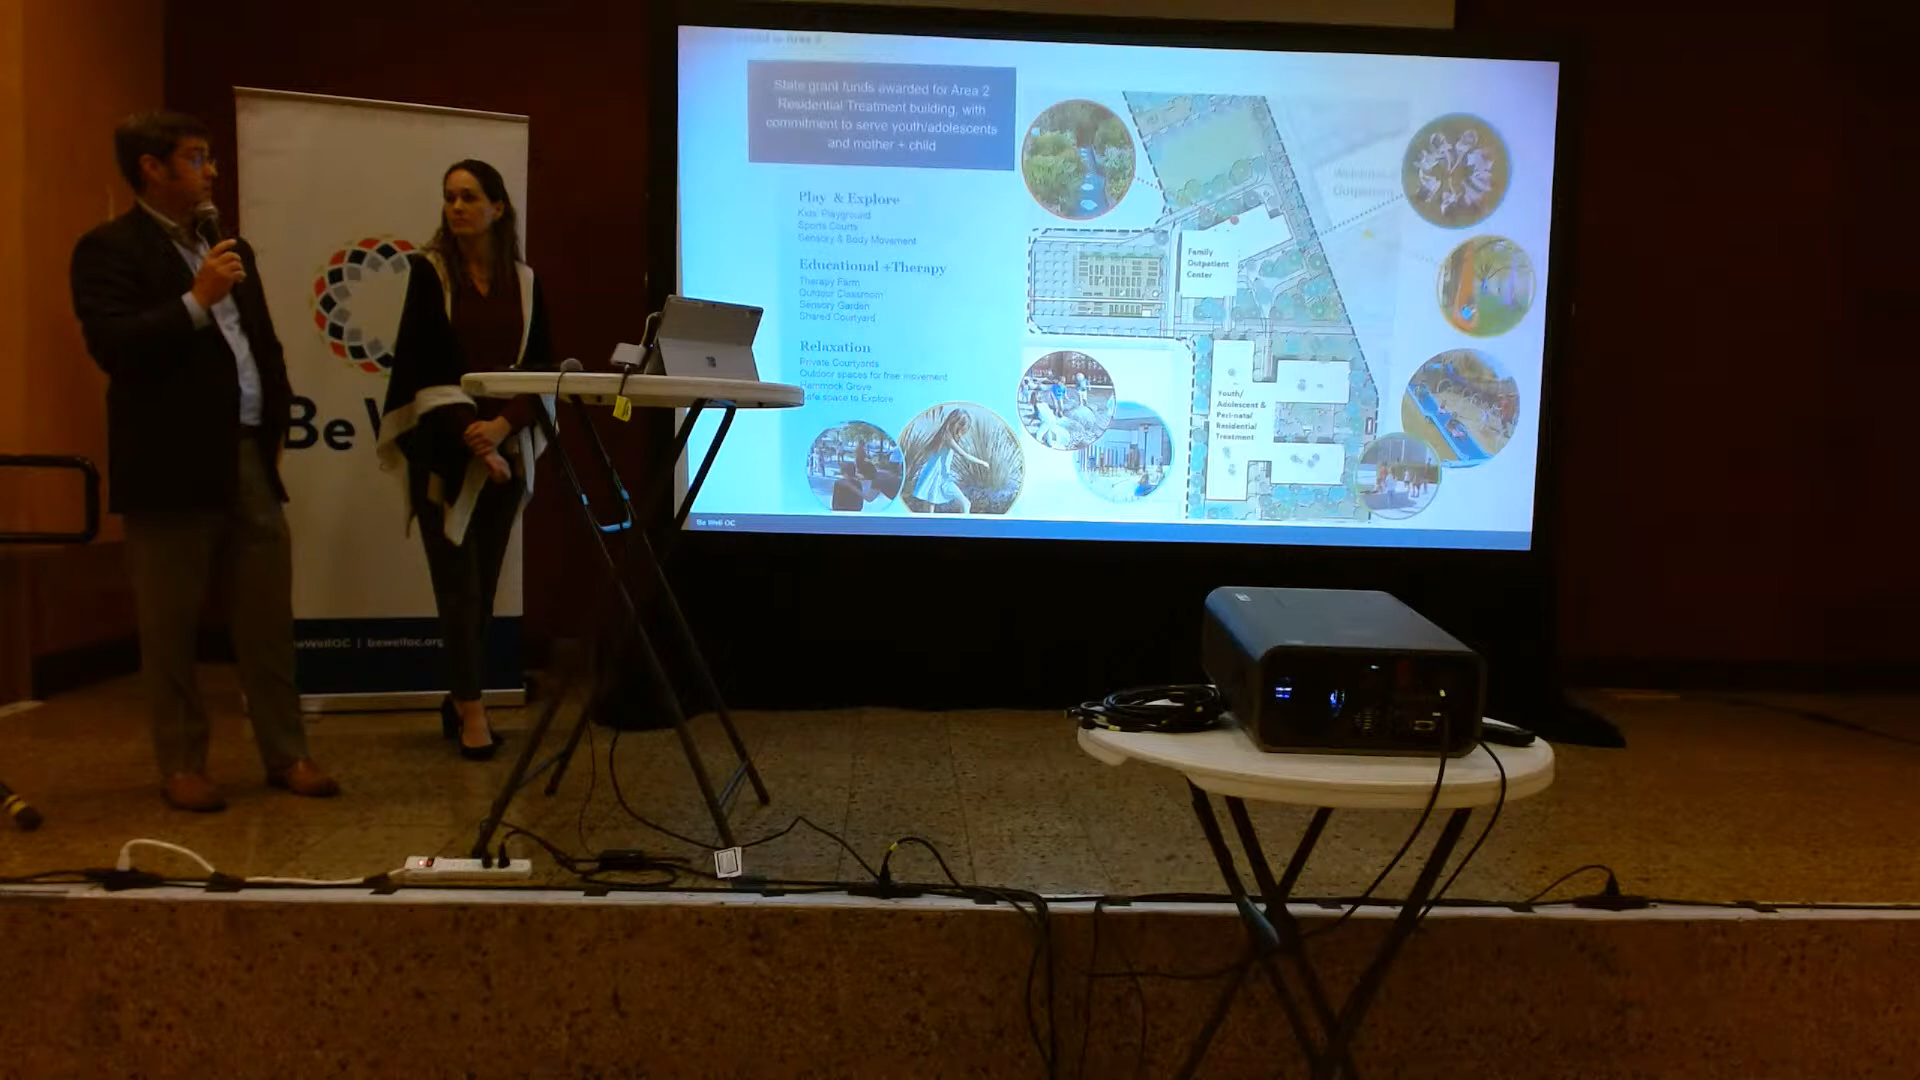 State grant funds awarded for Area 2
Residential Treatment building, with
commitment to serve youth/adolescents
and mother + child
Play & Explore
Kids Playground
Sports Courts
Sensory & Body Movement
Educational +Therapy
Therapy Farm
Outdoor Classroom
Sensory Garden
Shared Courtyard
Relaxation
Private Courtyards
Outdoor spaces for free movement
Hammock Grove
Safe space to Explore
Family
Outpatient
Center
Youth/
Adolescent &
Peri-natal
Residential
Treatment
Be Well OC
Be W
BeWellOC | bewelloc.org